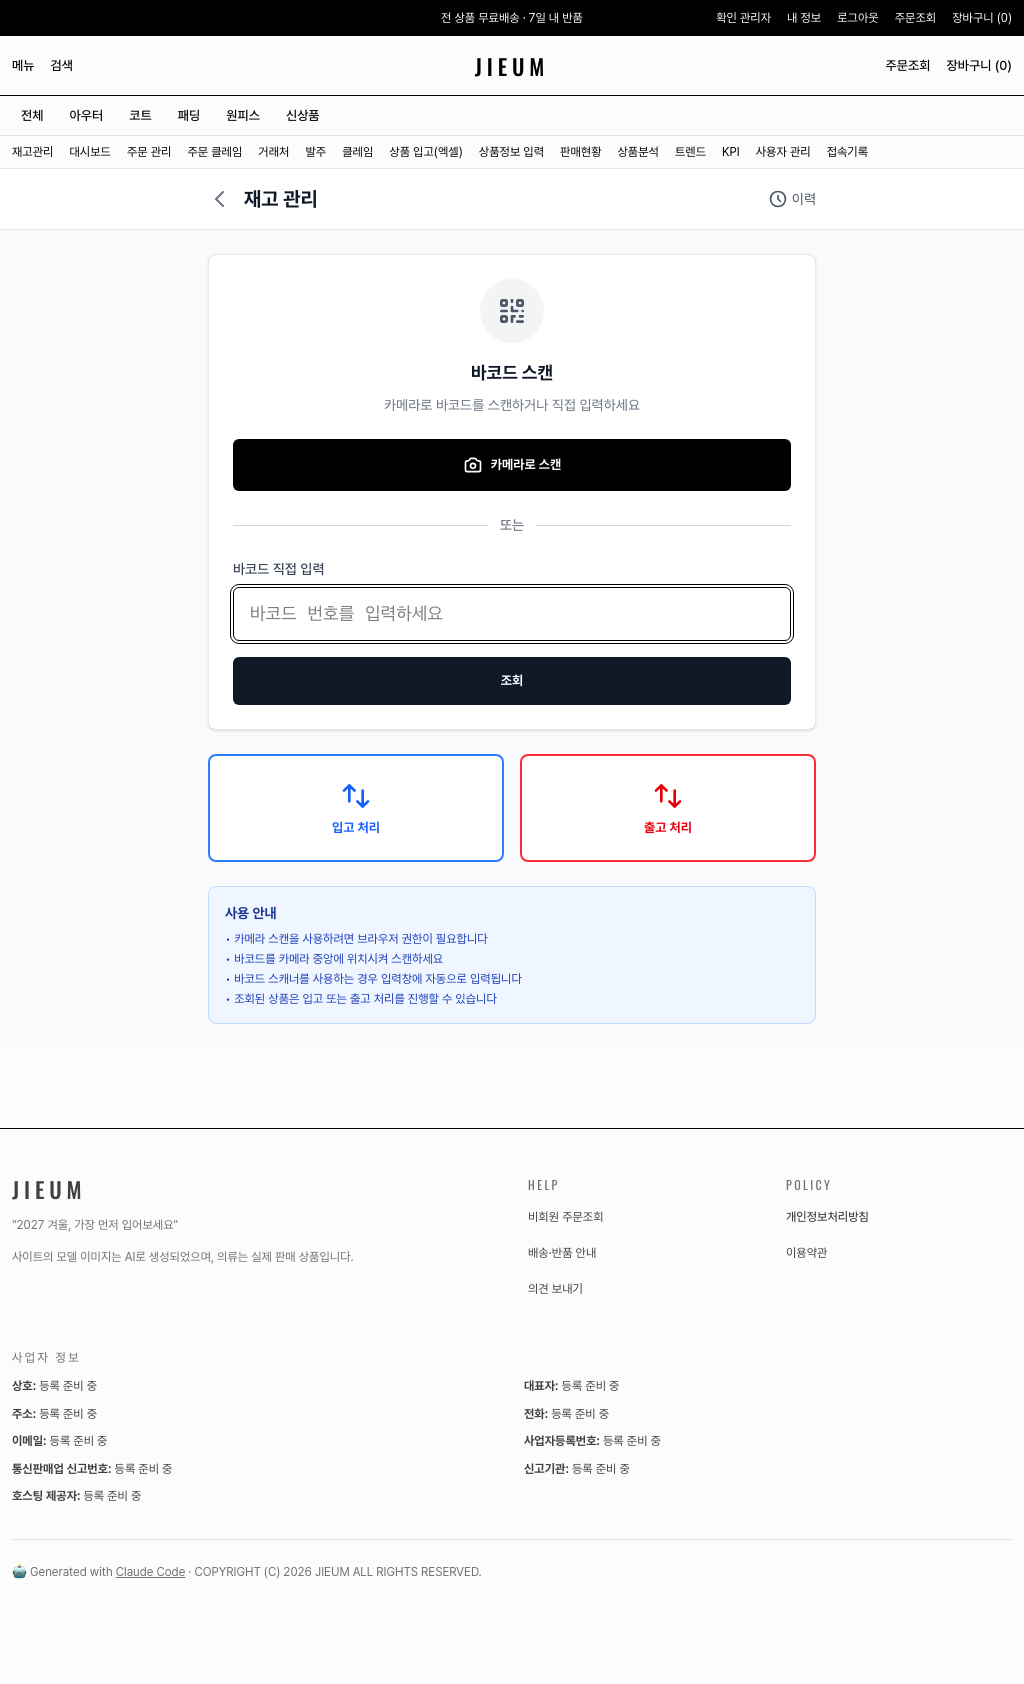 전 상품 무료배송 · 7일 내 반품
확인 관리자 내 정보 로그아웃 주문조회 장바구니 (0)
메뉴 검색
JIEUM
주문조회 장바구니 (0)
전체 아우터 코트 패딩 원피스 신상품
재고관리 대시보드 주문 관리 주문 클레임 거래처 발주 클레임 상품 입고(엑셀) 상품정보 입력 판매현황 상품분석 트렌드 KPI 사용자 관리 접속기록
재고 관리
이력
바코드 스캔
카메라로 바코드를 스캔하거나 직접 입력하세요
카메라로 스캔
또는
바코드 직접 입력
바코드 번호를 입력하세요
조회
입고 처리
출고 처리
사용 안내
• 카메라 스캔을 사용하려면 브라우저 권한이 필요합니다
• 바코드를 카메라 중앙에 위치시켜 스캔하세요
• 바코드 스캐너를 사용하는 경우 입력창에 자동으로 입력됩니다
• 조회된 상품은 입고 또는 출고 처리를 진행할 수 있습니다
JIEUM
"2027 겨울, 가장 먼저 입어보세요"
사이트의 모델 이미지는 AI로 생성되었으며, 의류는 실제 판매 상품입니다.
HELP
비회원 주문조회
배송·반품 안내
의견 보내기
POLICY
개인정보처리방침
이용약관
사업자 정보
상호: 등록 준비 중
대표자: 등록 준비 중
주소: 등록 준비 중
전화: 등록 준비 중
이메일: 등록 준비 중
사업자등록번호: 등록 준비 중
통신판매업 신고번호: 등록 준비 중
신고기관: 등록 준비 중
호스팅 제공자: 등록 준비 중
🤖 Generated with Claude Code · COPYRIGHT (C) 2026 JIEUM ALL RIGHTS RESERVED.